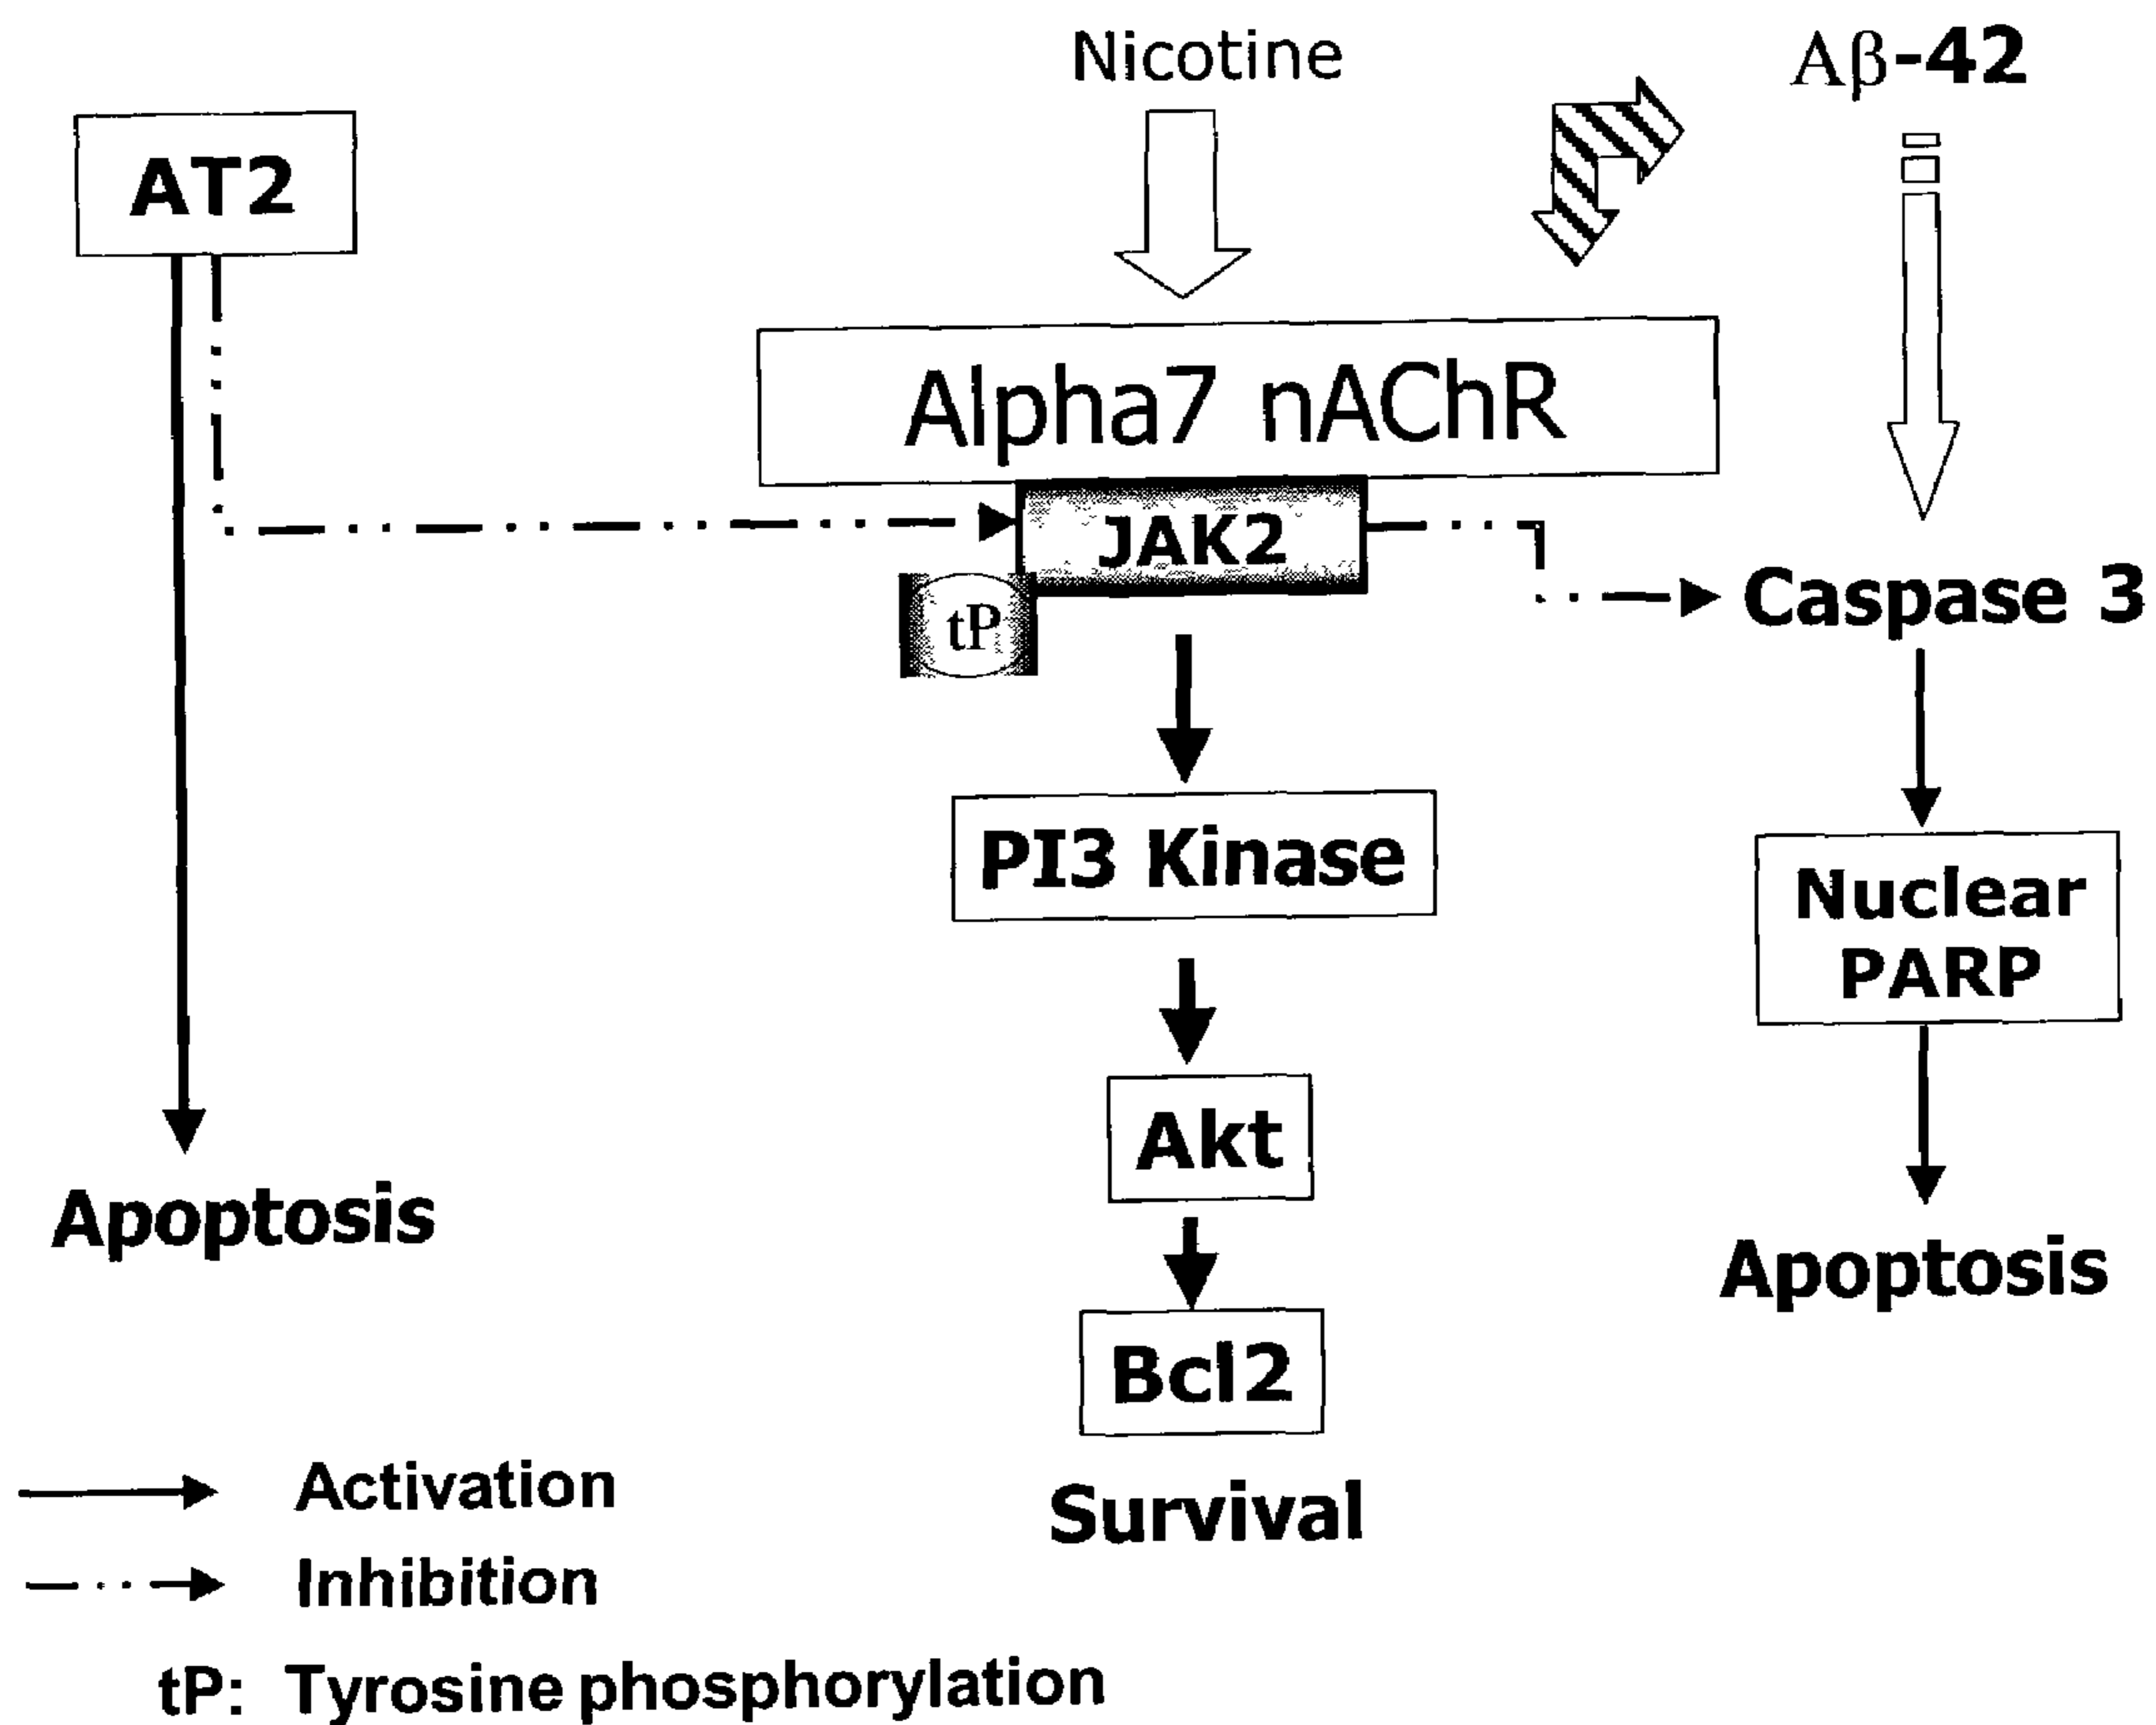 Nicotine
Aβ-42
AT2
Alpha7 nAChR
JAK2
tP
Caspase 3
PI3 Kinase
Nuclear
PARP
Akt
Apoptosis
Apoptosis
Bcl2
Survival
Activation
Inhibition
tP: Tyrosine phosphorylation